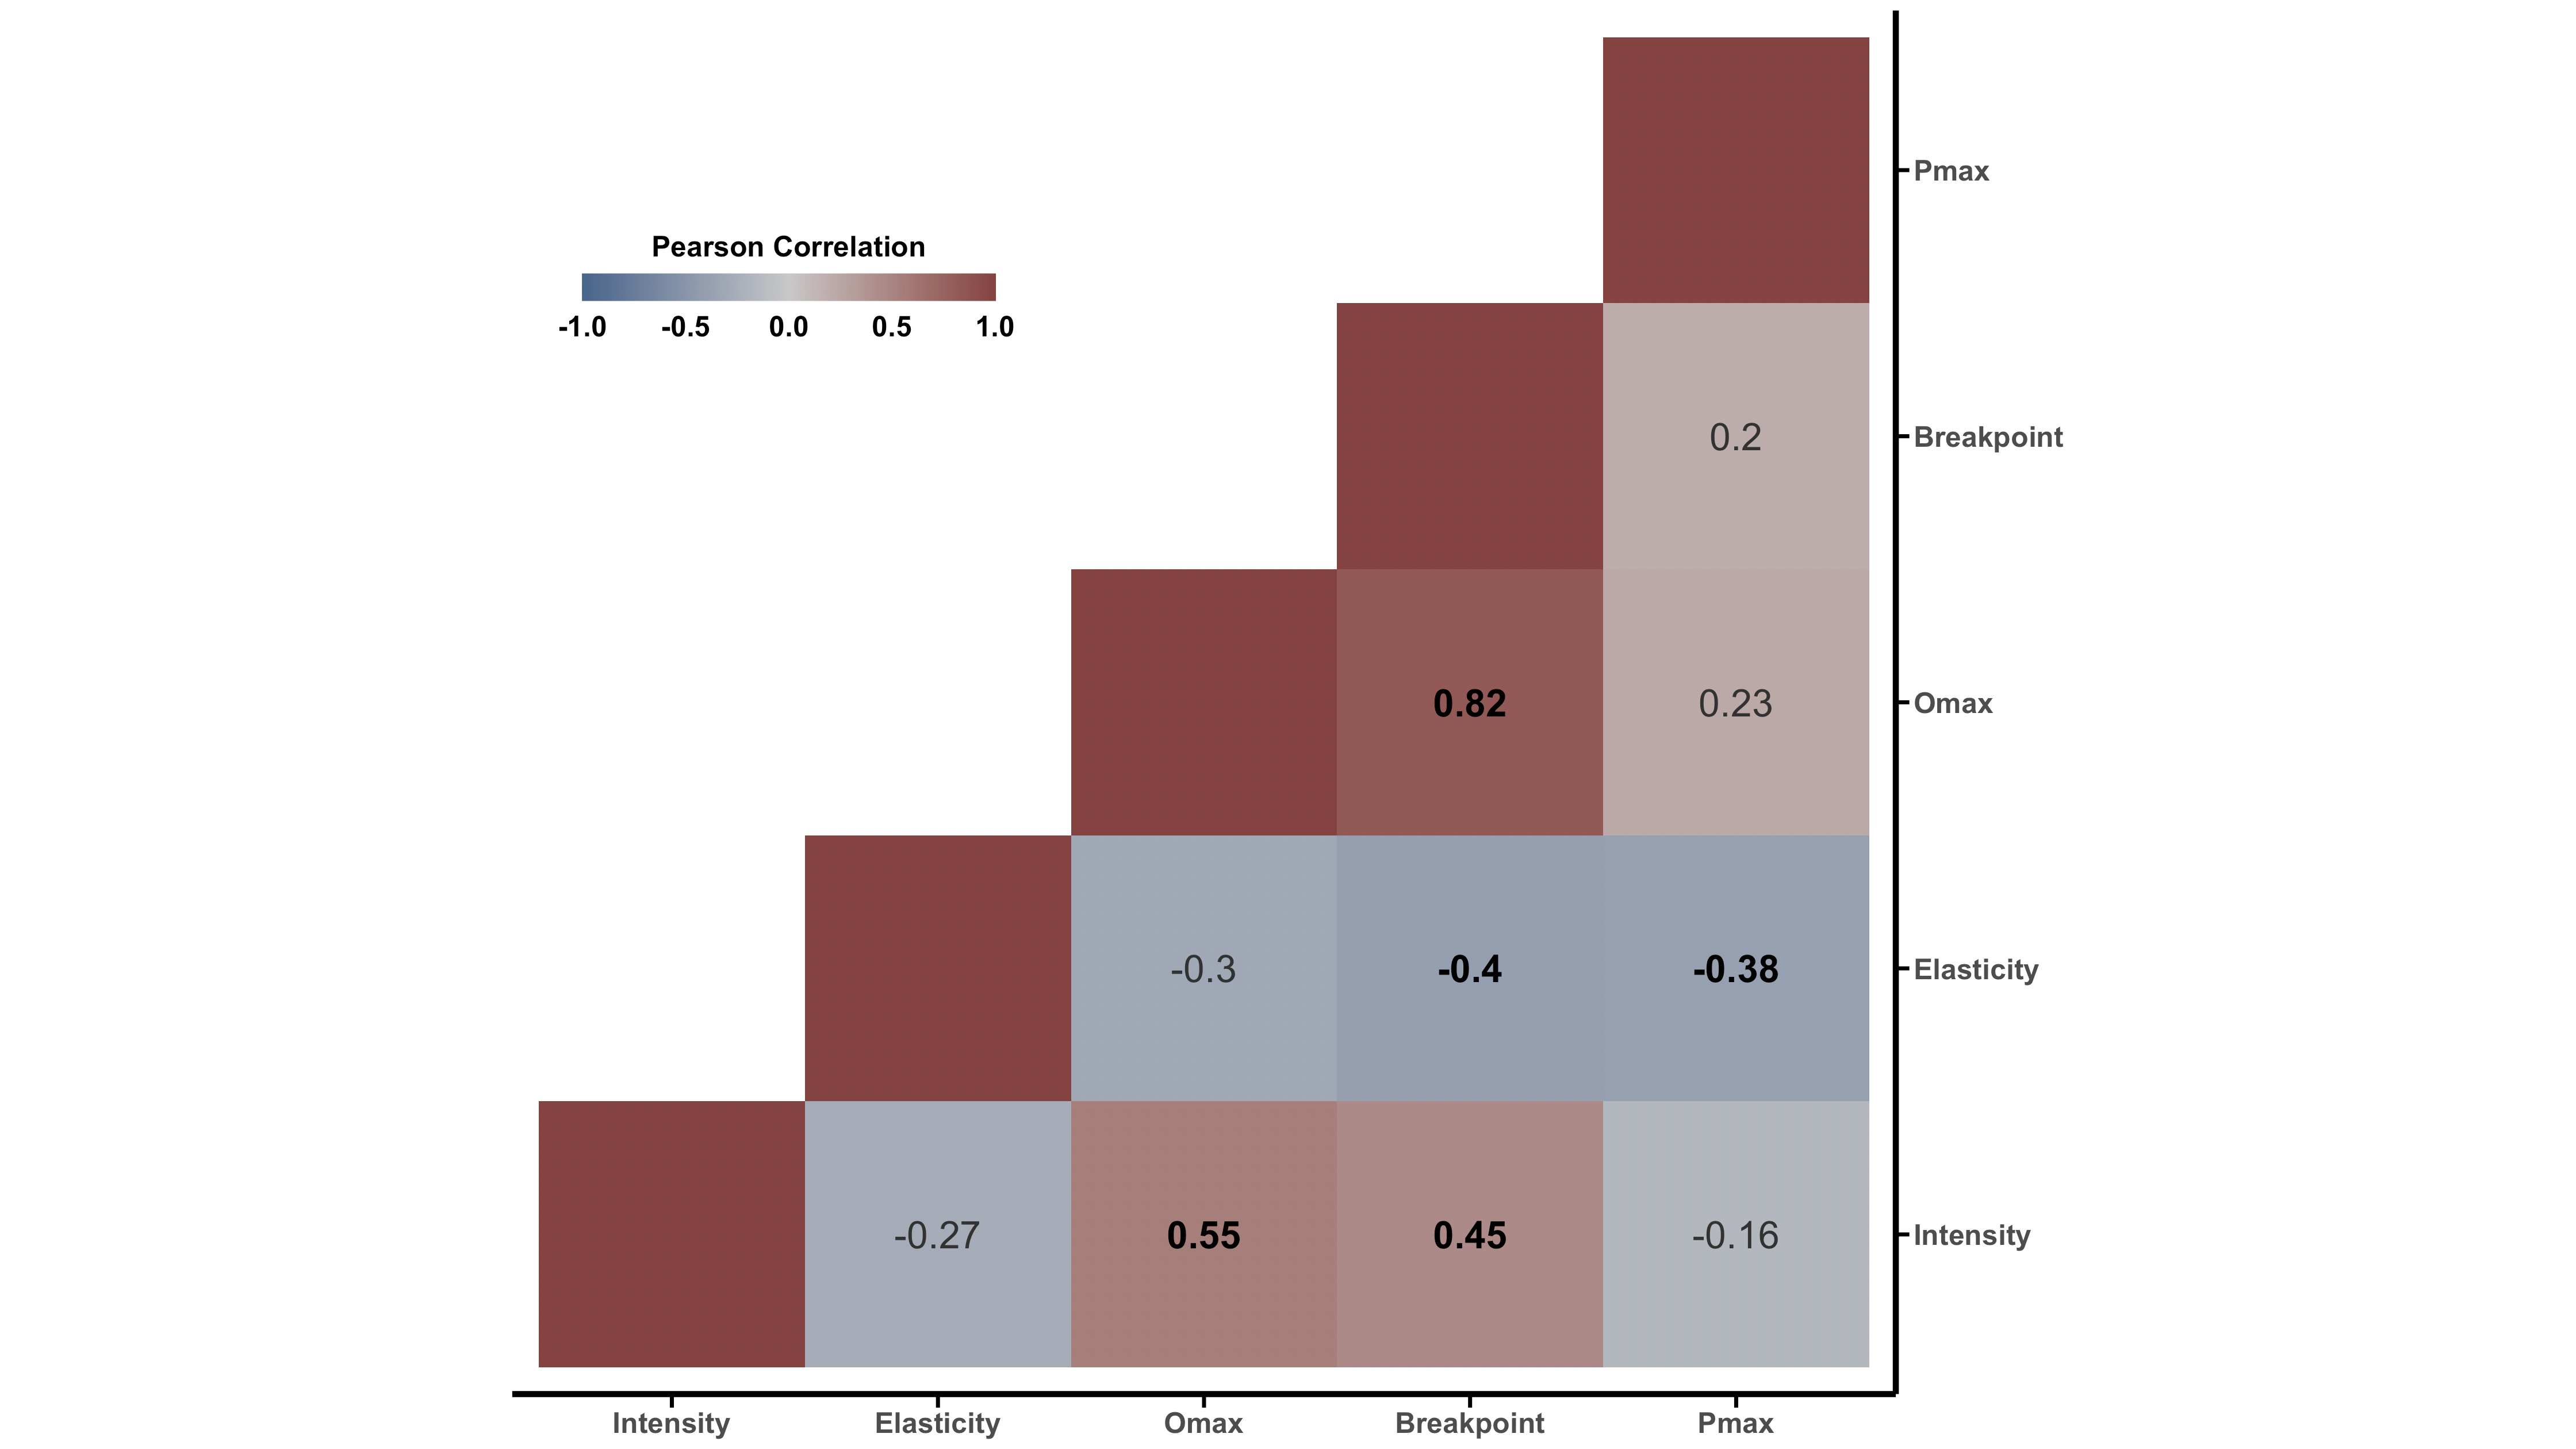 Pmax
Pearson Correlation
-1.0 -0.5 0.0 0.5 1.0
0.2 Breakpoint
0.82 0.23 Omax
-0.3 -0.4 -0.38 Elasticity
-0.27 0.55 0.45 -0.16 Intensity
Intensity Elasticity Omax Breakpoint Pmax